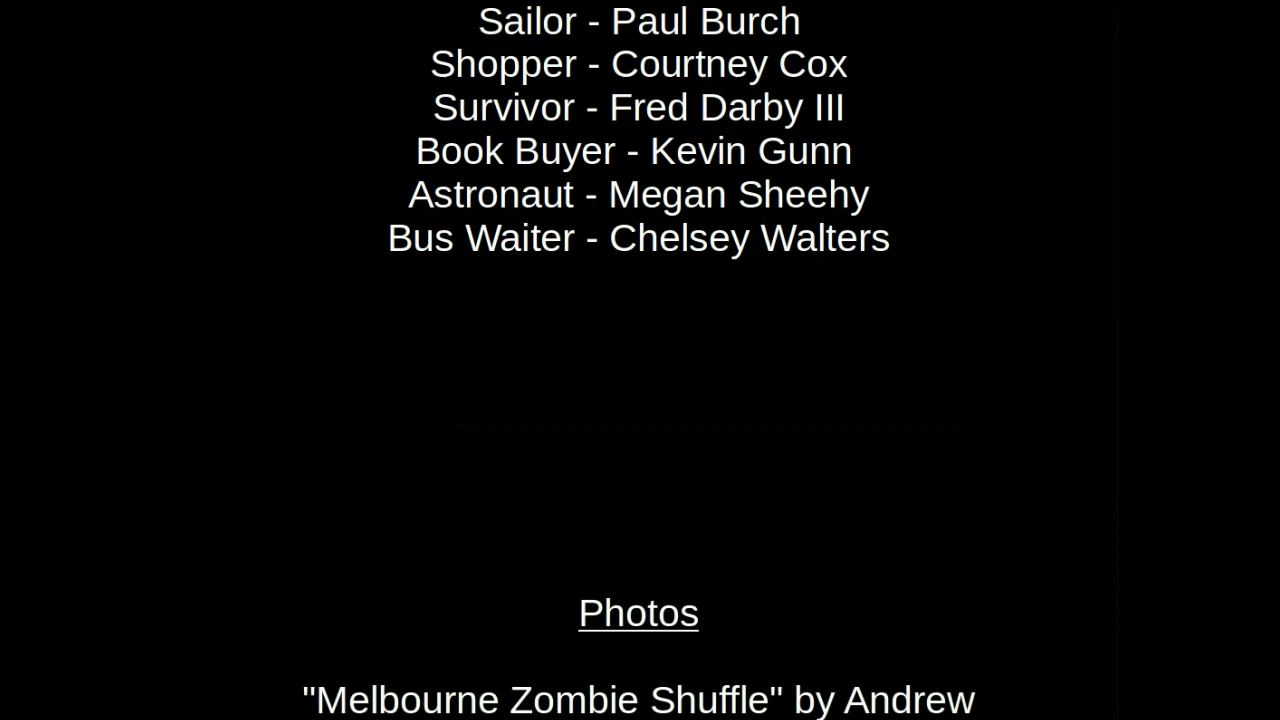 Sailor - Paul Burch
Shopper - Courtney Cox
Survivor - Fred Darby III
Book Buyer - Kevin Gunn
Astronaut - Megan Sheehy
Bus Waiter - Chelsey Walters
Photos
"Melbourne Zombie Shuffle" by Andrew